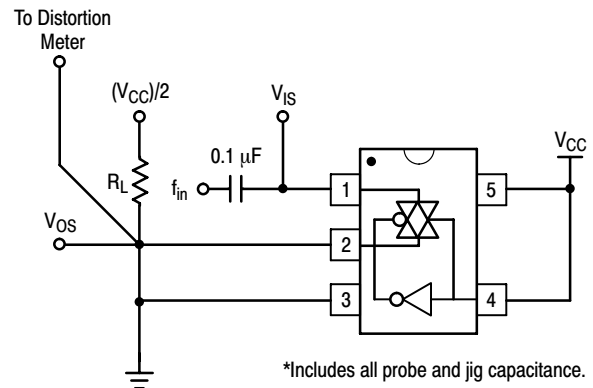 To Distortion
Meter
(VCC)/2
VIS
VCC
0.1 μF
RL
fin
1
5
VOS
2
3
4
*Includes all probe and jig capacitance.